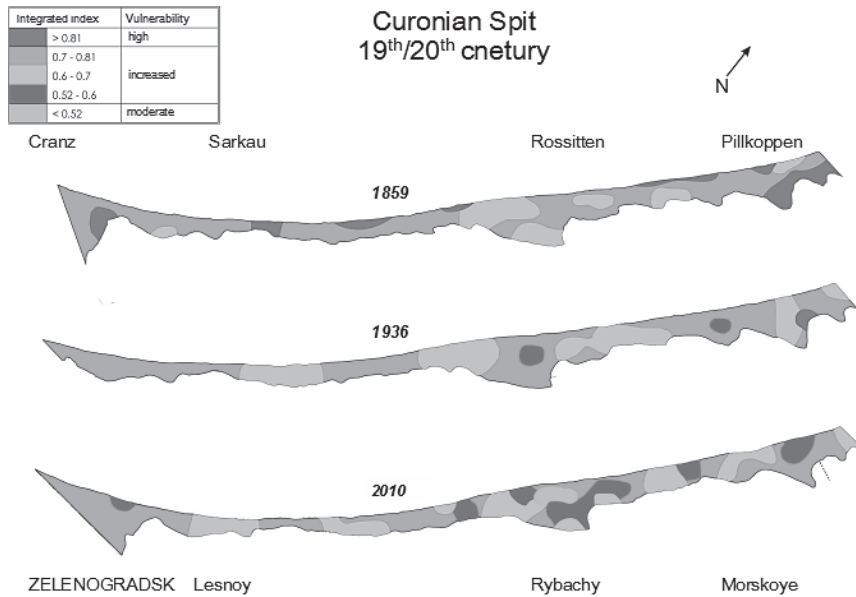 Integrated index Vulnerability
> 0.81 high
0.7 - 0.81
0.6 - 0.7 increased
0.52 - 0.6
< 0.52 moderate
Curonian Spit
19th/20th cnetury
N
Cranz Sarkau Rossitten Pillkoppen
1859
1936
2010
ZELENOGRADSK Lesnoy Rybachy Morskoye